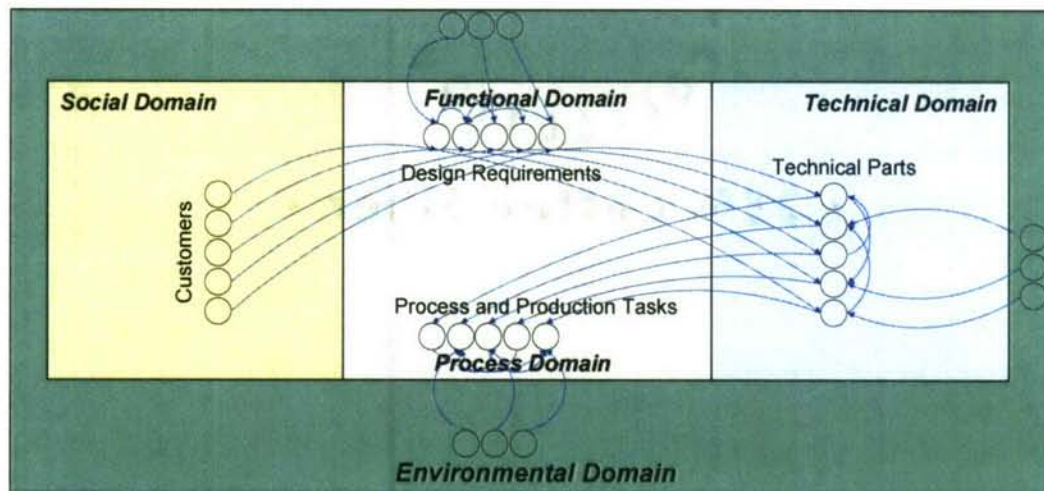 Social Domain
Functional Domain
Technical Domain
Design Requirements
Technical Parts
Customers
Process and Production Tasks
Process Domain
Environmental Domain